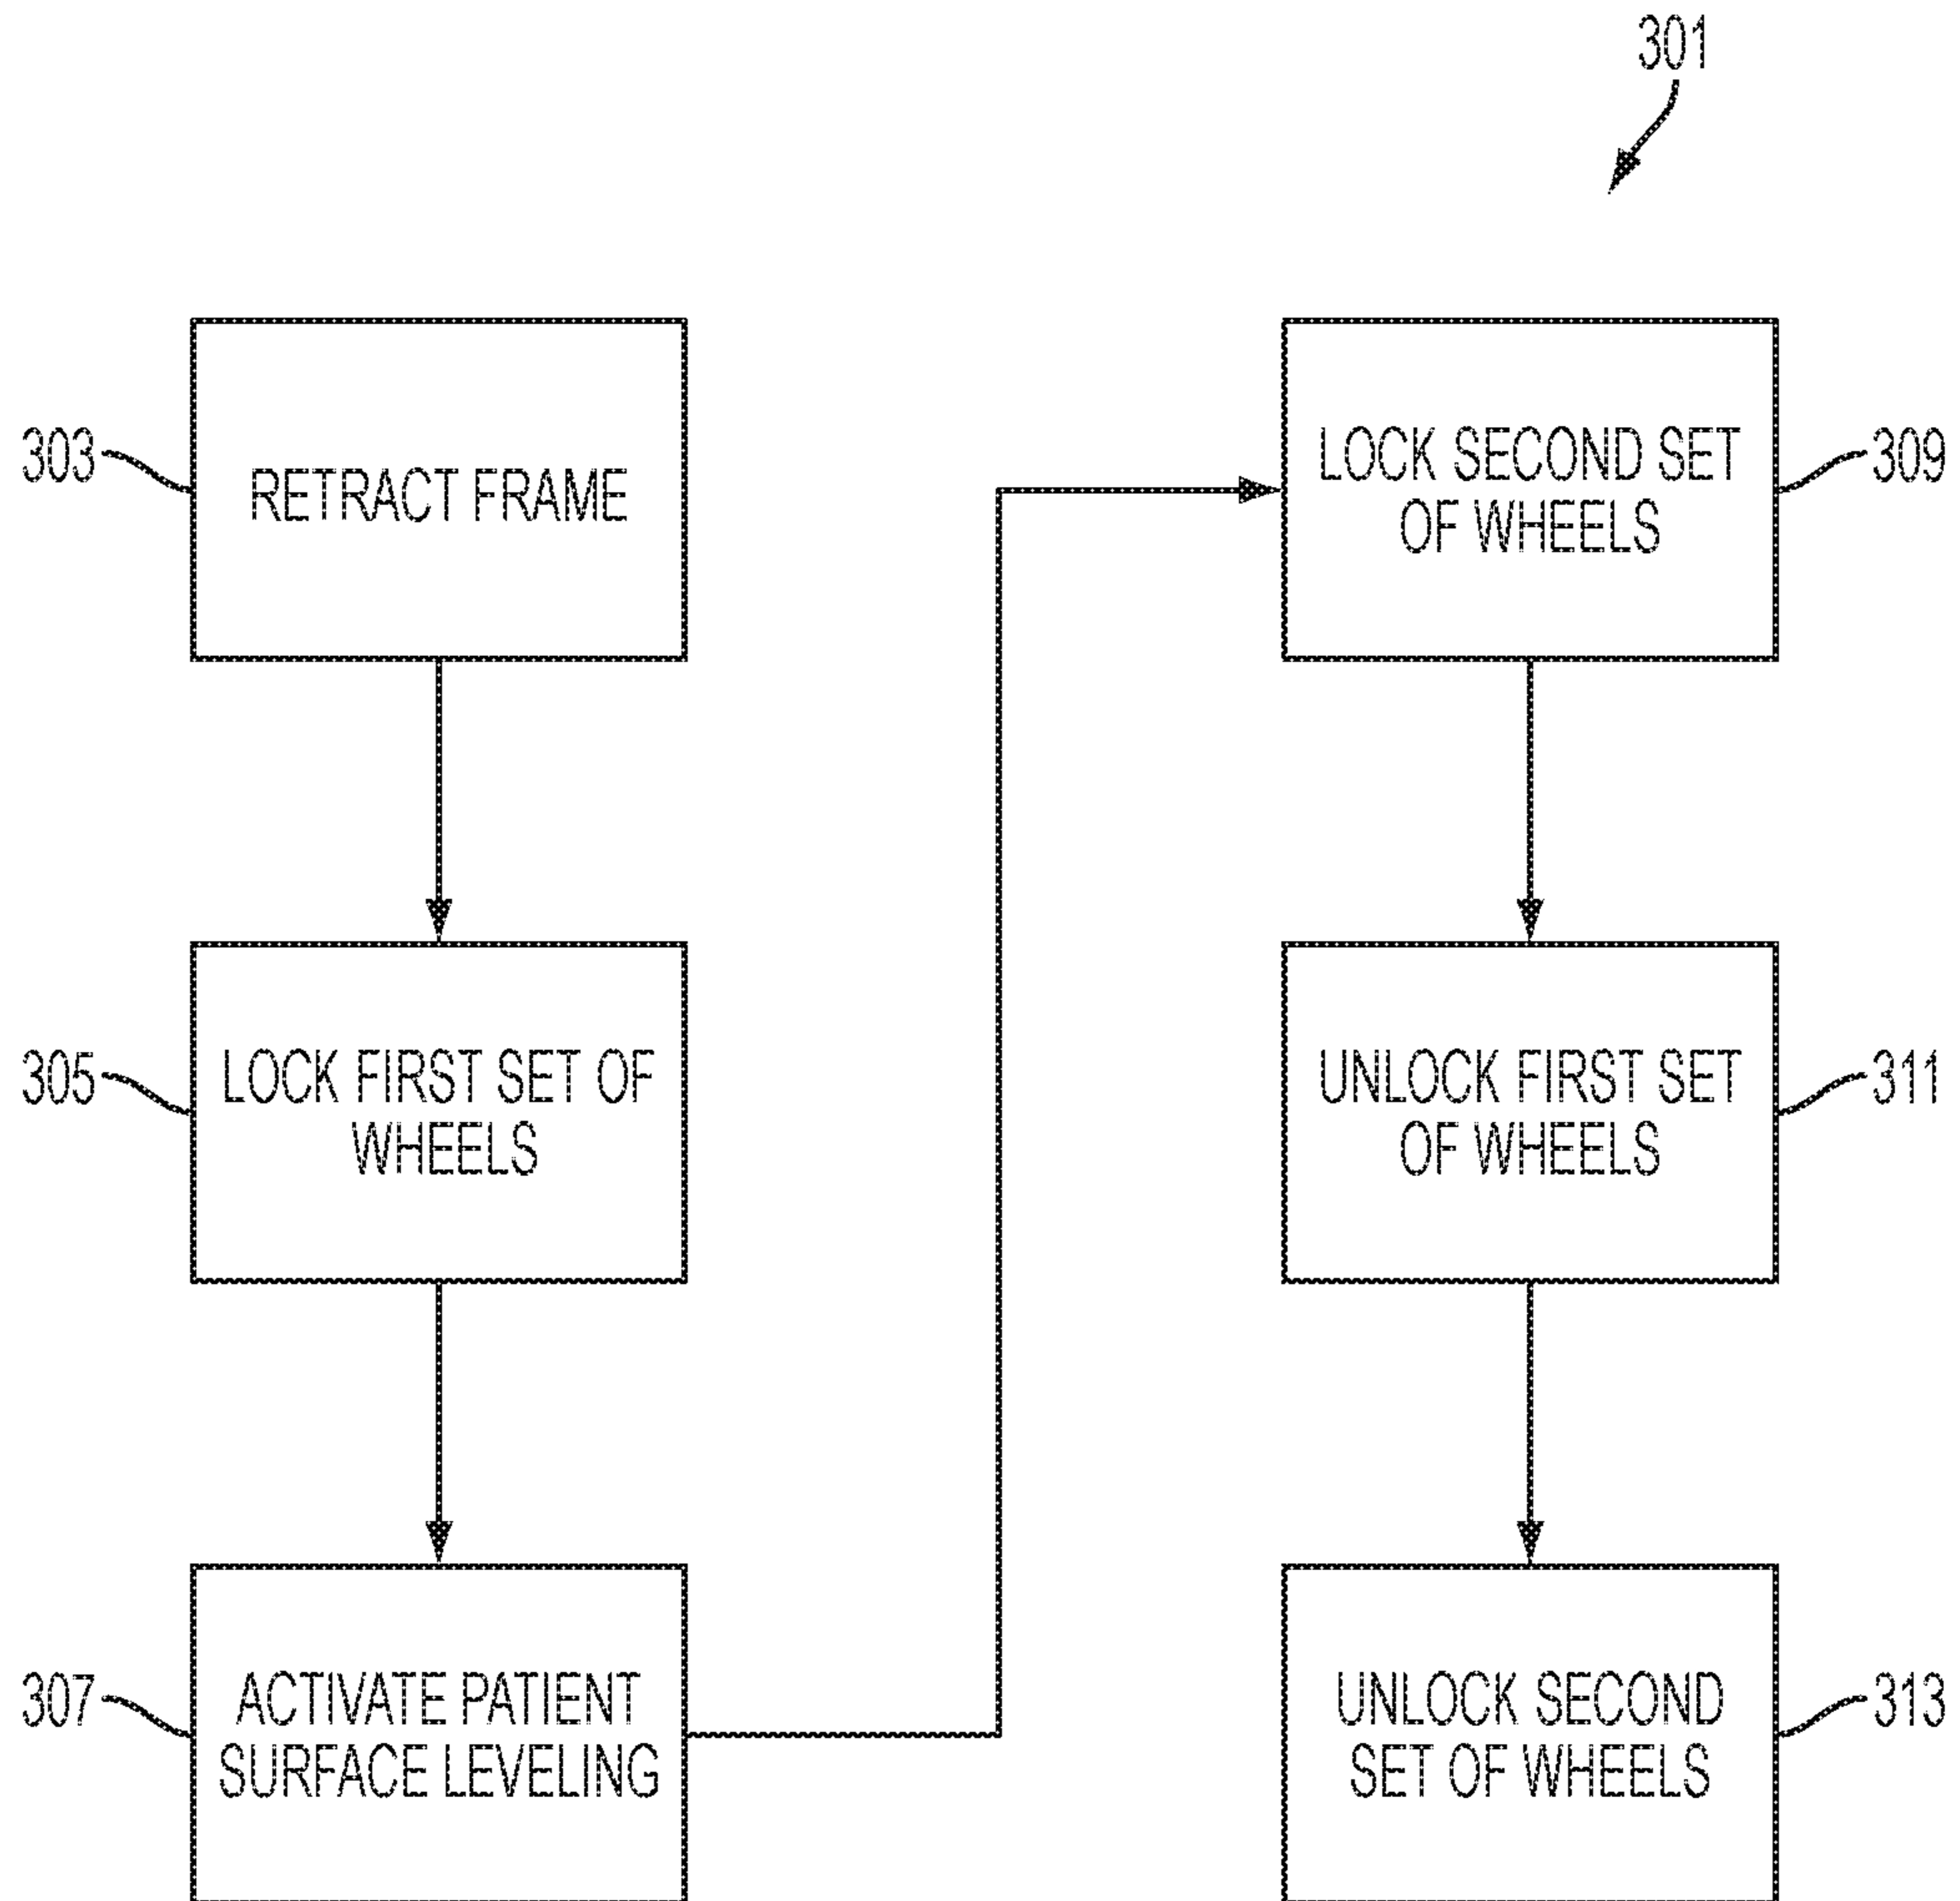 301
303
RETRACT FRAME
305
LOCK FIRST SET OF
WHEELS
307
ACTIVATE PATIENT
SURFACE LEVELING
LOCK SECOND SET
OF WHEELS
309
UNLOCK FIRST SET
OF WHEELS
311
UNLOCK SECOND
SET OF WHEELS
313